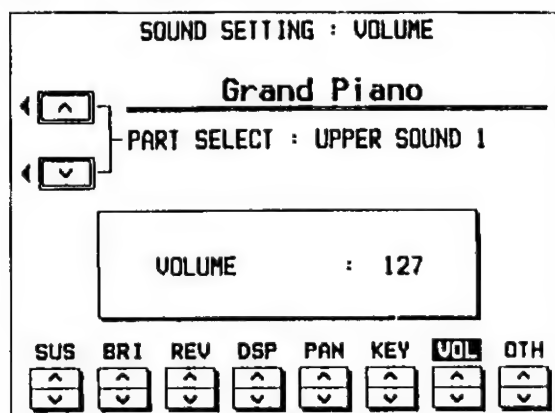 SOUND SETTING : VOLUME
Grand Piano
PART SELECT : UPPER SOUND 1
VOLUME : 127
SUS BRI REV DSP PAN KEY VOL OTH